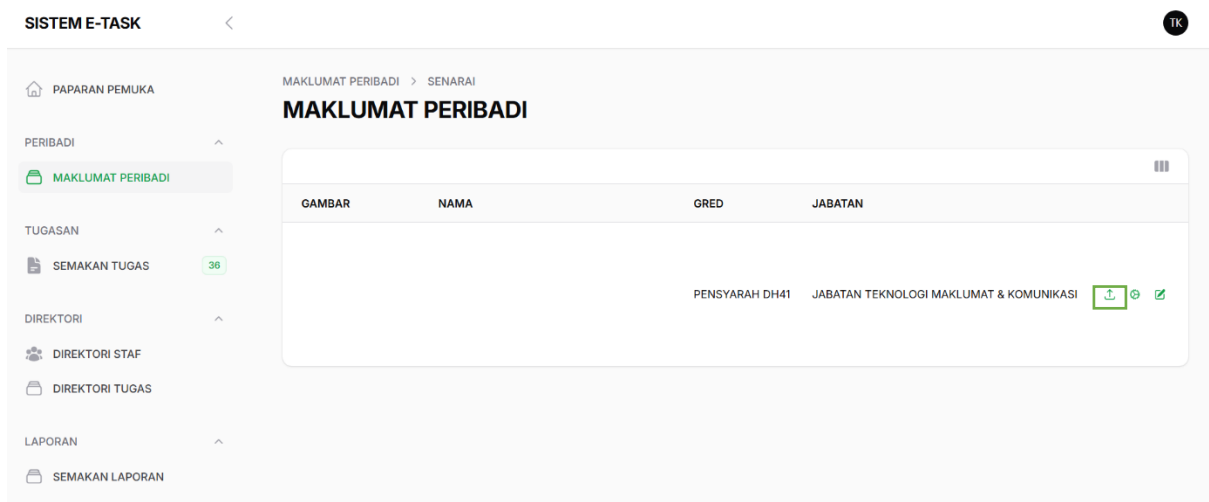 SISTEM E-TASK
TK
PAPARAN PEMUKA
PERIBADI
MAKLUMAT PERIBADI
TUGASAN
SEMAKAN TUGAS 36
DIREKTORI
DIREKTORI STAF
DIREKTORI TUGAS
LAPORAN
SEMAKAN LAPORAN
MAKLUMAT PERIBADI > SENARAI
MAKLUMAT PERIBADI
GAMBAR NAMA GRED JABATAN
PENSYARAH DH41 JABATAN TEKNOLOGI MAKLUMAT & KOMUNIKASI